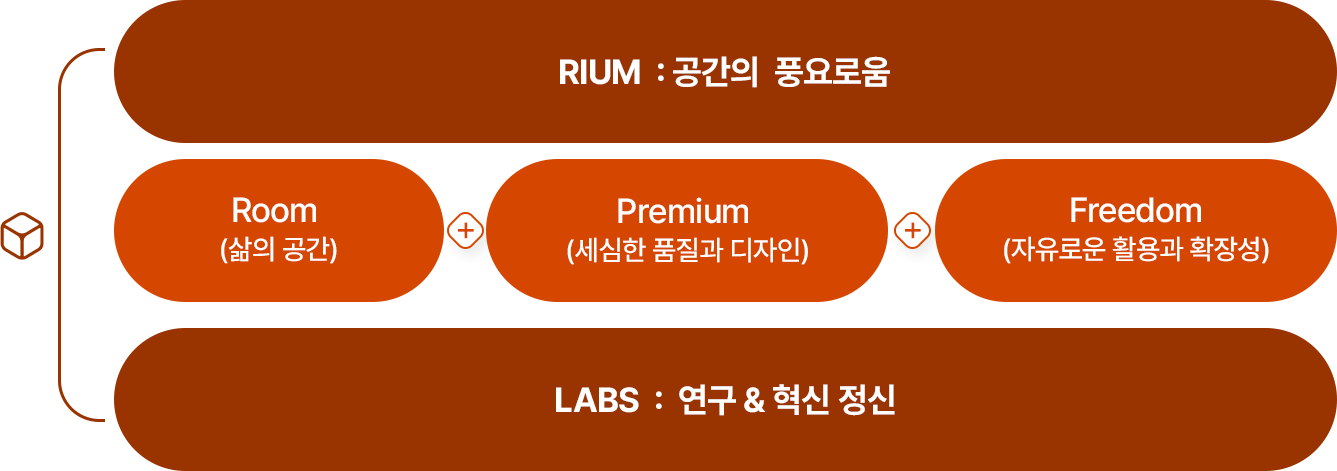 RIUM : 공간의 풍요로움
Room
(삶의 공간)
Premium
(세심한 품질과 디자인)
Freedom
(자유로운 활용과 확장성)
LABS : 연구 & 혁신 정신